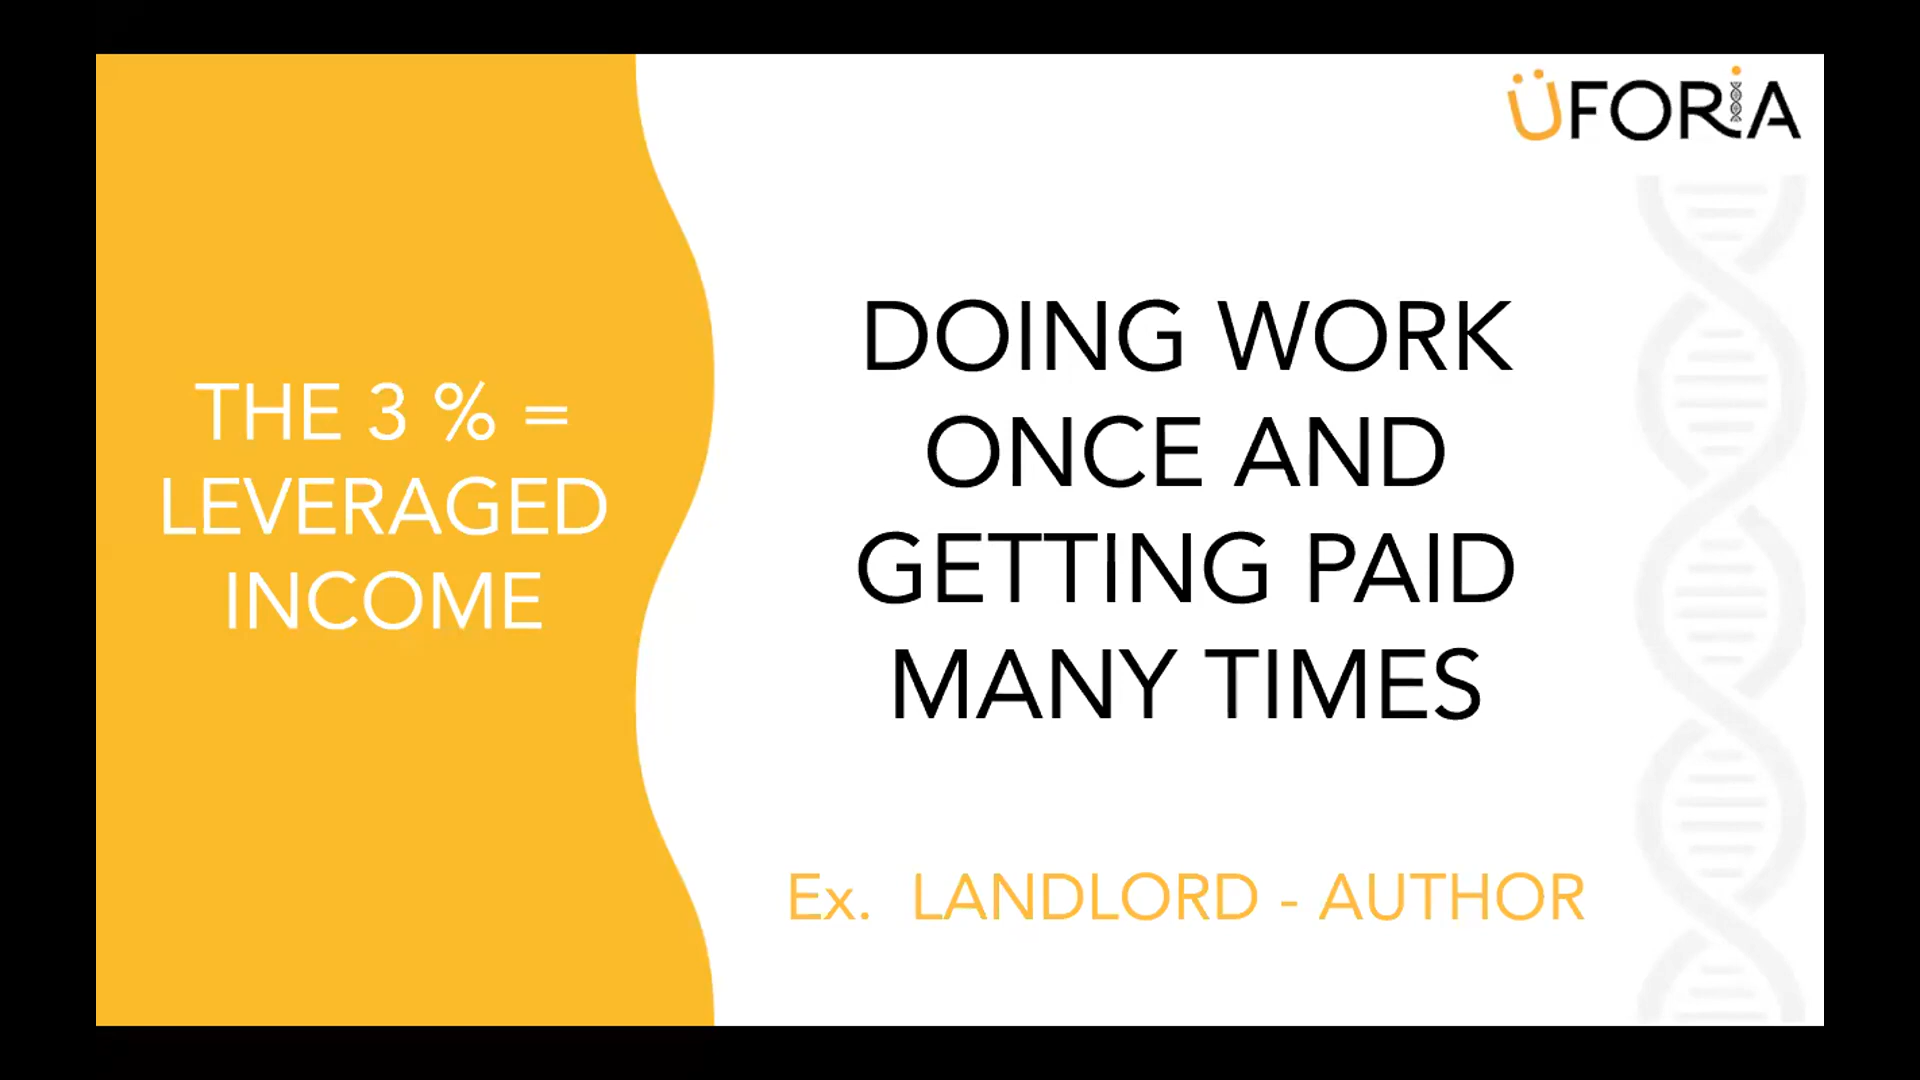 ÜFORiA
THE 3 % =
LEVERAGED
INCOME
DOING WORK
ONCE AND
GETTING PAID
MANY TIMES
Ex. LANDLORD - AUTHOR